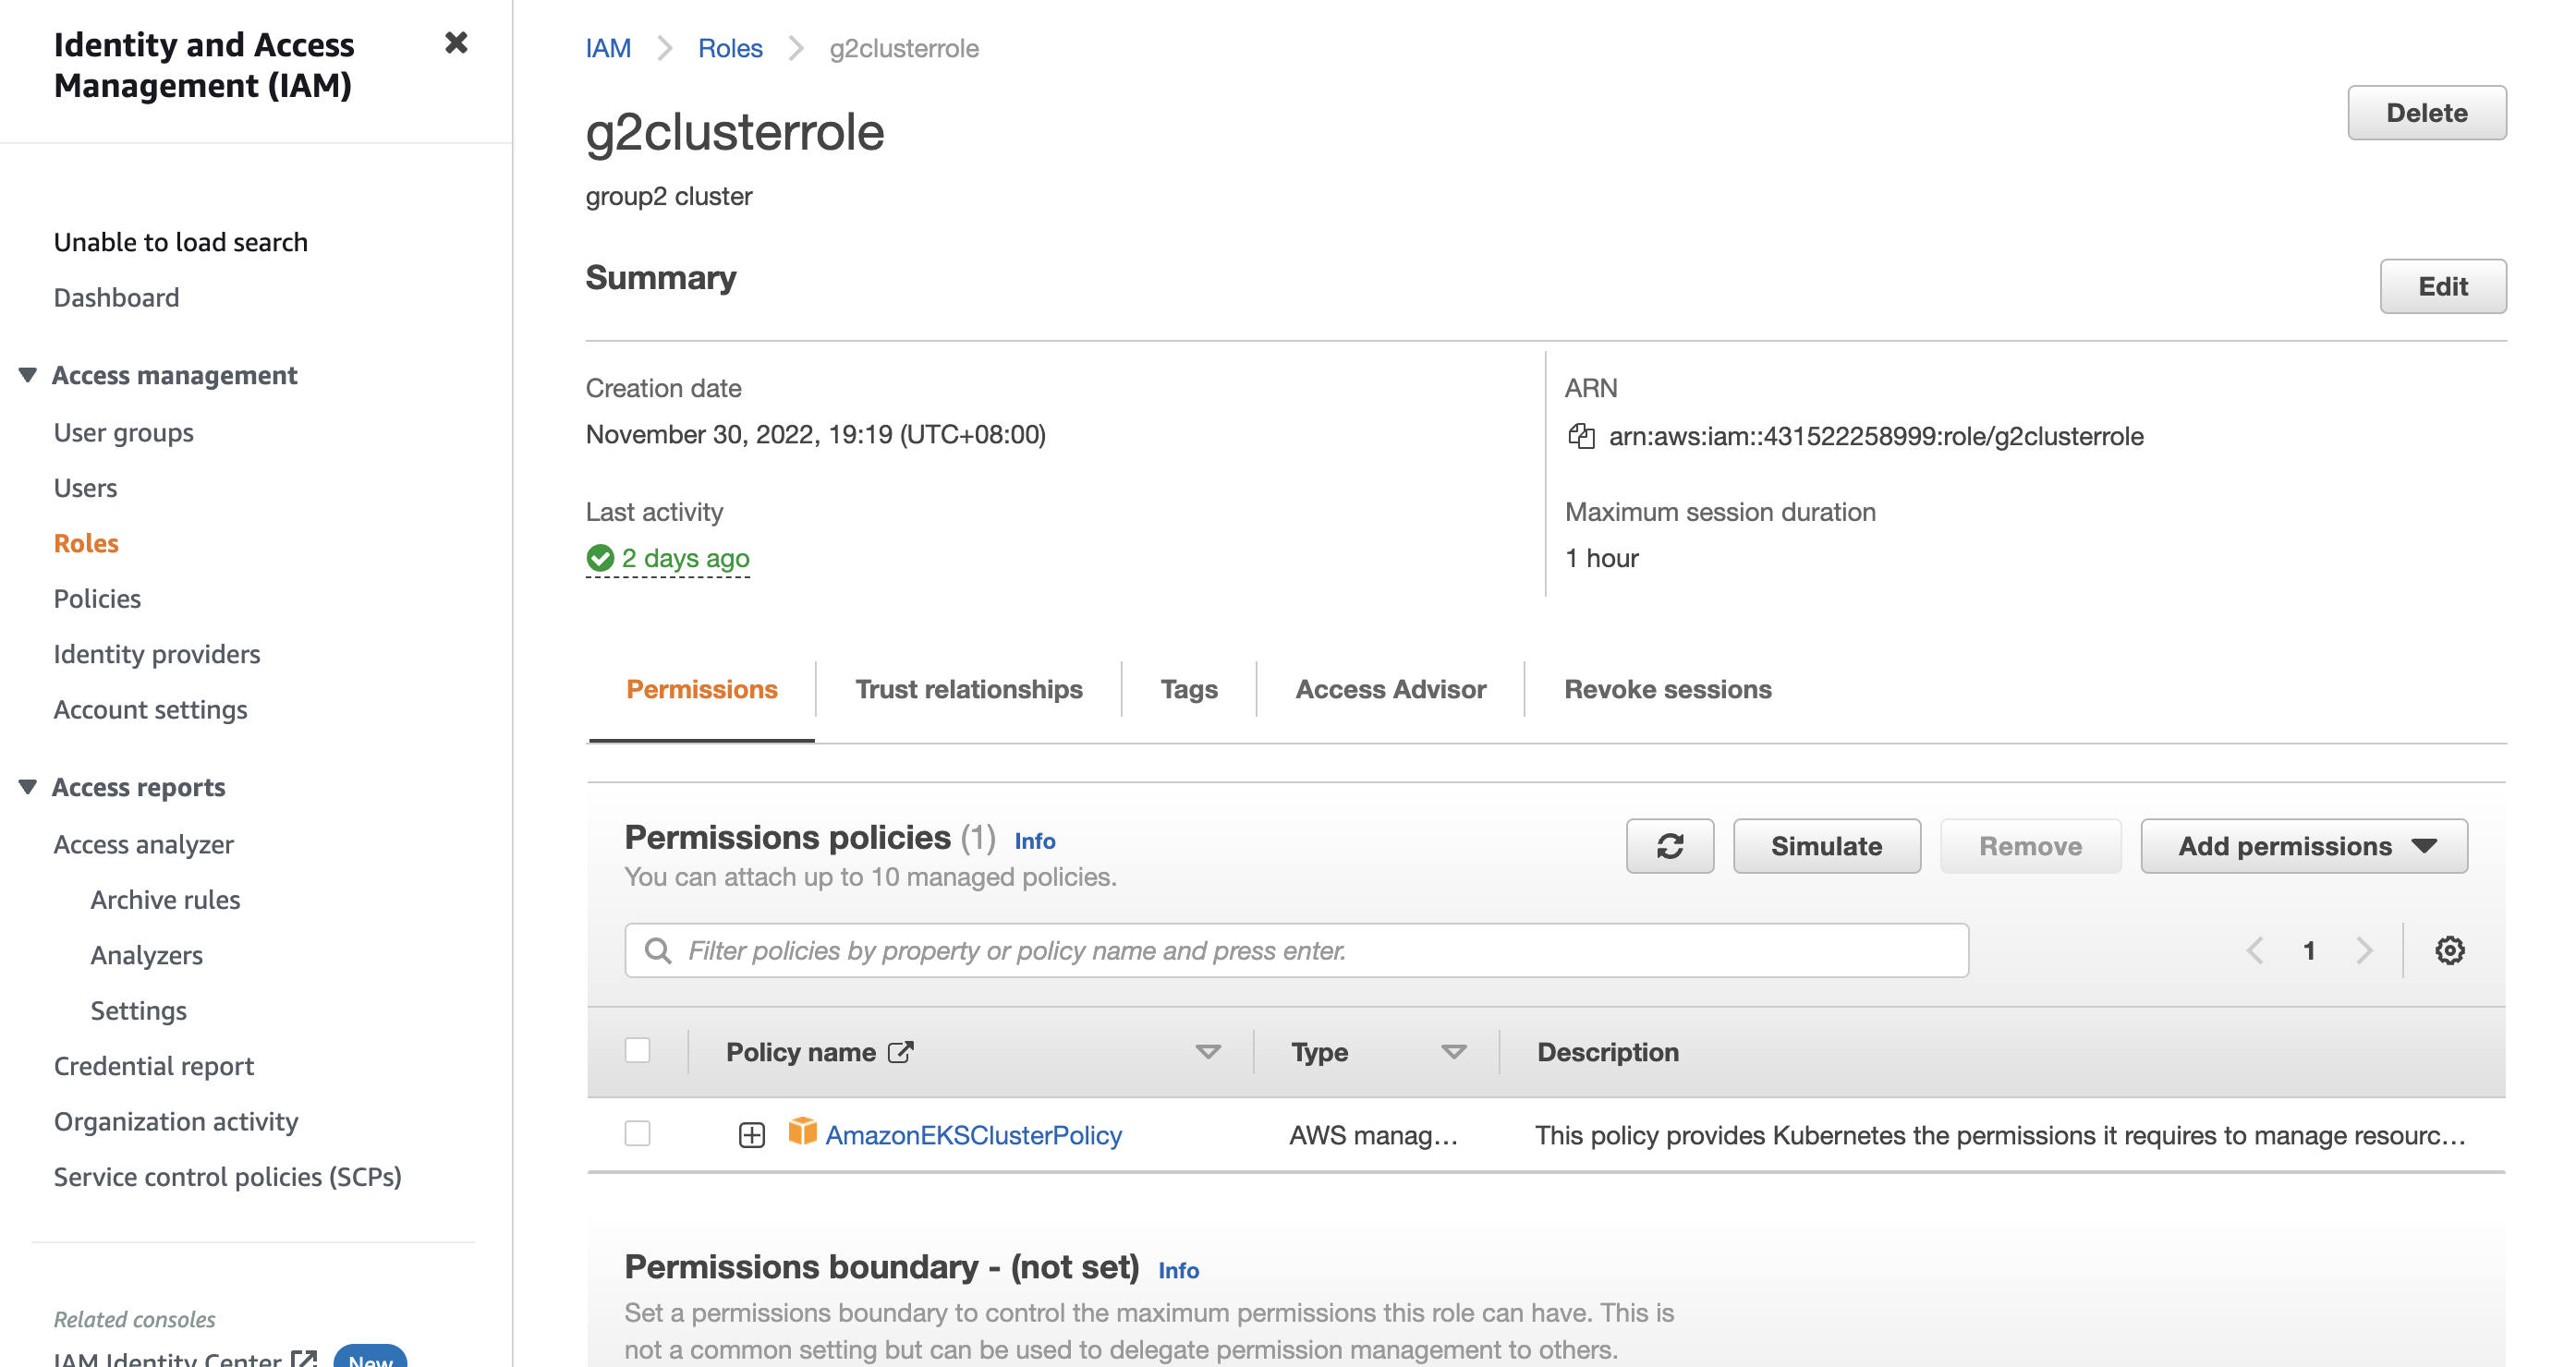 Identity and Access
Management (IAM)
Unable to load search
Dashboard
Access management
User groups
Users
Roles
Policies
Identity providers
Account settings
Access reports
Access analyzer
Archive rules
Analyzers
Settings
Credential report
Organization activity
Service control policies (SCPs)
Related consoles
IAM Identity Center New
IAM Roles g2clusterrole
g2clusterrole
Delete
group2 cluster
Summary
Edit
Creation date
November 30, 2022, 19:19 (UTC+08:00)
ARN
arn:aws:iam::431522258999:role/g2clusterrole
Last activity
2 days ago
Maximum session duration
1 hour
Permissions Trust relationships Tags Access Advisor Revoke sessions
Permissions policies (1) Info
You can attach up to 10 managed policies.
Simulate Remove Add permissions
Filter policies by property or policy name and press enter.
1
Policy name Type Description
AmazonEKSClusterPolicy AWS manag... This policy provides Kubernetes the permissions it requires to manage resourc...
Permissions boundary - (not set) Info
Set a permissions boundary to control the maximum permissions this role can have. This is
not a common setting but can be used to delegate permission management to others.